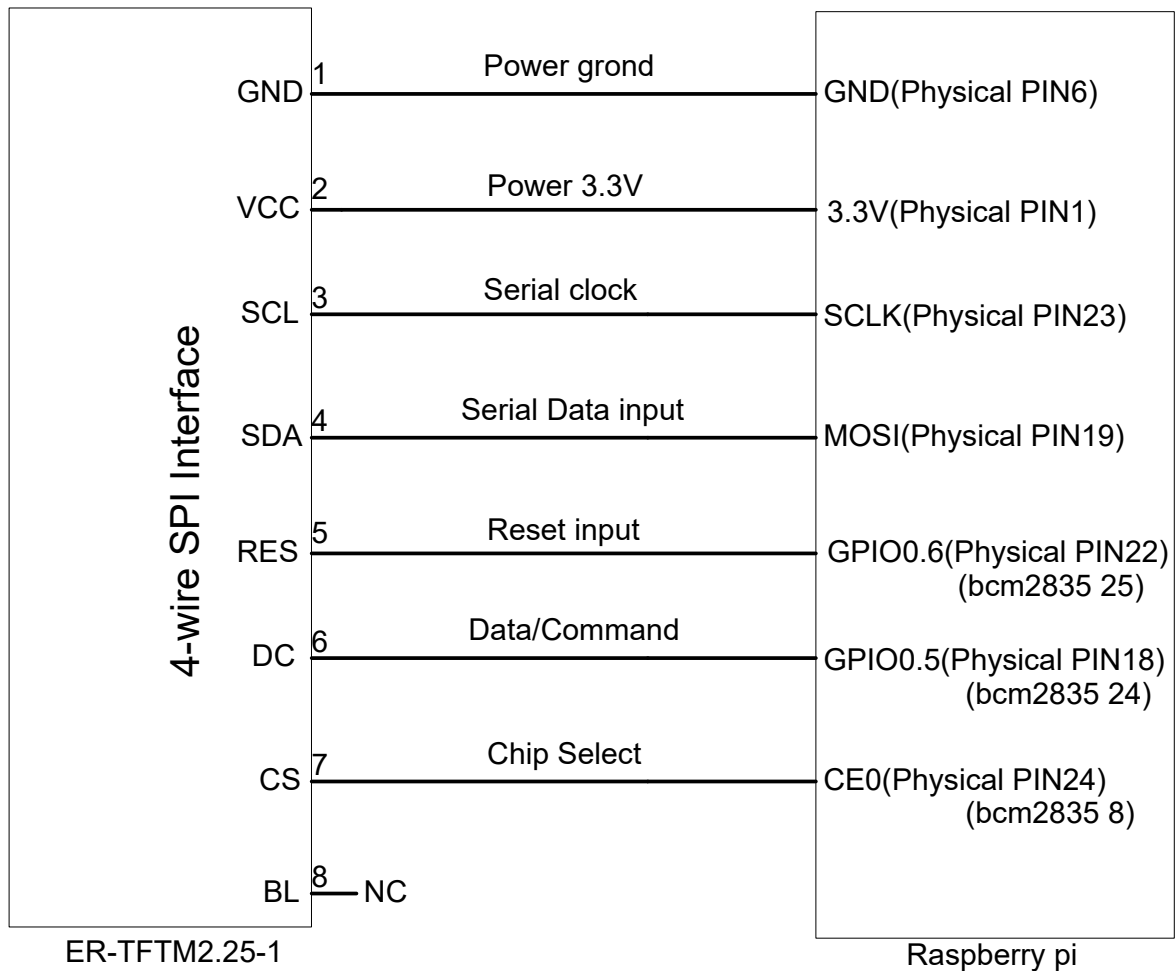 4-wire SPI Interface
GND 1 Power grond GND(Physical PIN6)
VCC 2 Power 3.3V 3.3V(Physical PIN1)
SCL 3 Serial clock SCLK(Physical PIN23)
SDA 4 Serial Data input MOSI(Physical PIN19)
RES 5 Reset input GPIO0.6(Physical PIN22)
(bcm2835 25)
DC 6 Data/Command GPIO0.5(Physical PIN18)
(bcm2835 24)
CS 7 Chip Select CE0(Physical PIN24)
(bcm2835 8)
BL 8 NC
ER-TFTM2.25-1 Raspberry pi